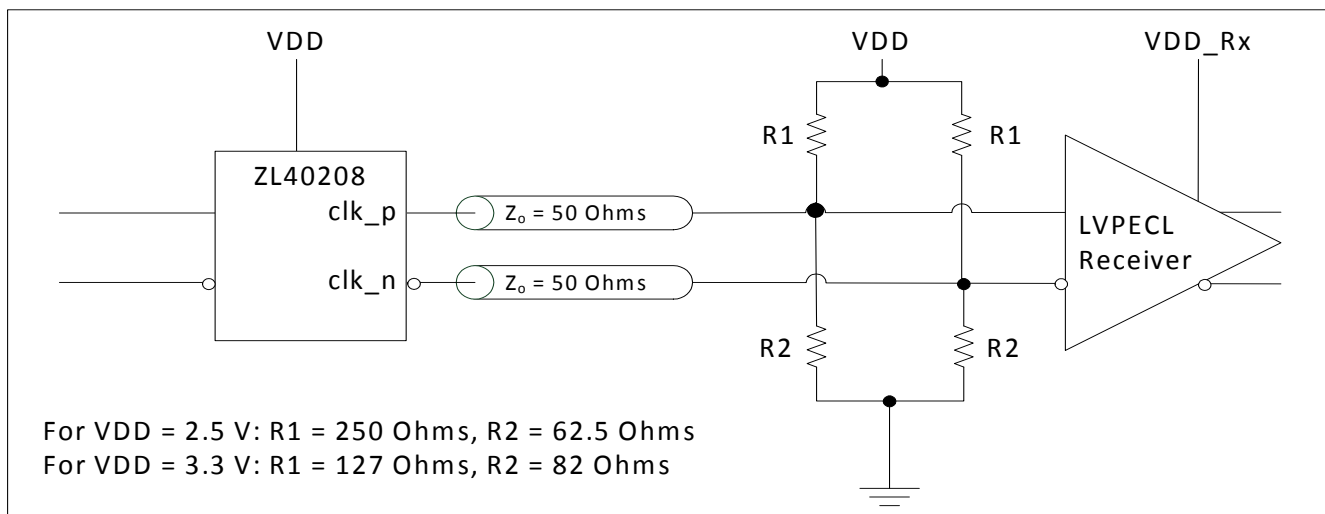 VDD
VDD
VDD_Rx
R1
R1
ZL40208
clk_p
Zo = 50 Ohms
LVPECL
Receiver
clk_n
Zo = 50 Ohms
R2
R2
For VDD = 2.5 V: R1 = 250 Ohms, R2 = 62.5 Ohms
For VDD = 3.3 V: R1 = 127 Ohms, R2 = 82 Ohms